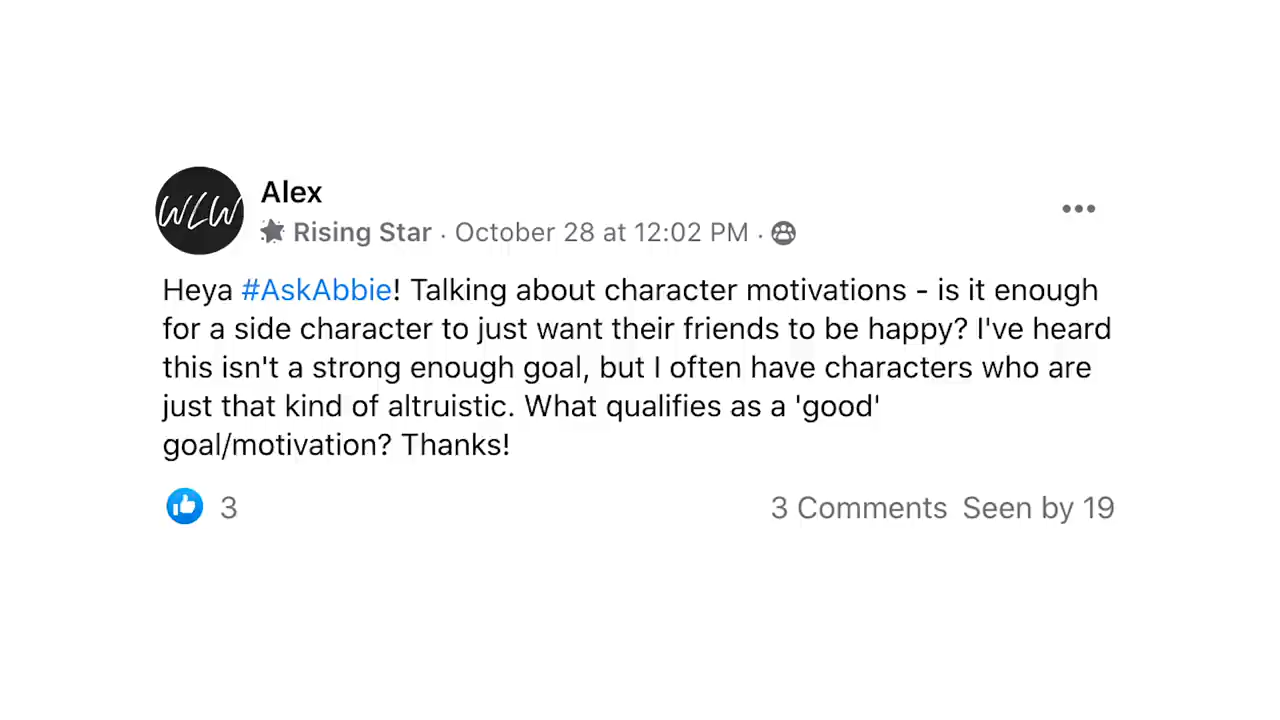 WLW
Alex
Rising Star · October 28 at 12:02 PM ·
Heya #AskAbbie! Talking about character motivations - is it enough
for a side character to just want their friends to be happy? I've heard
this isn't a strong enough goal, but I often have characters who are
just that kind of altruistic. What qualifies as a 'good'
goal/motivation? Thanks!
3
3 Comments Seen by 19